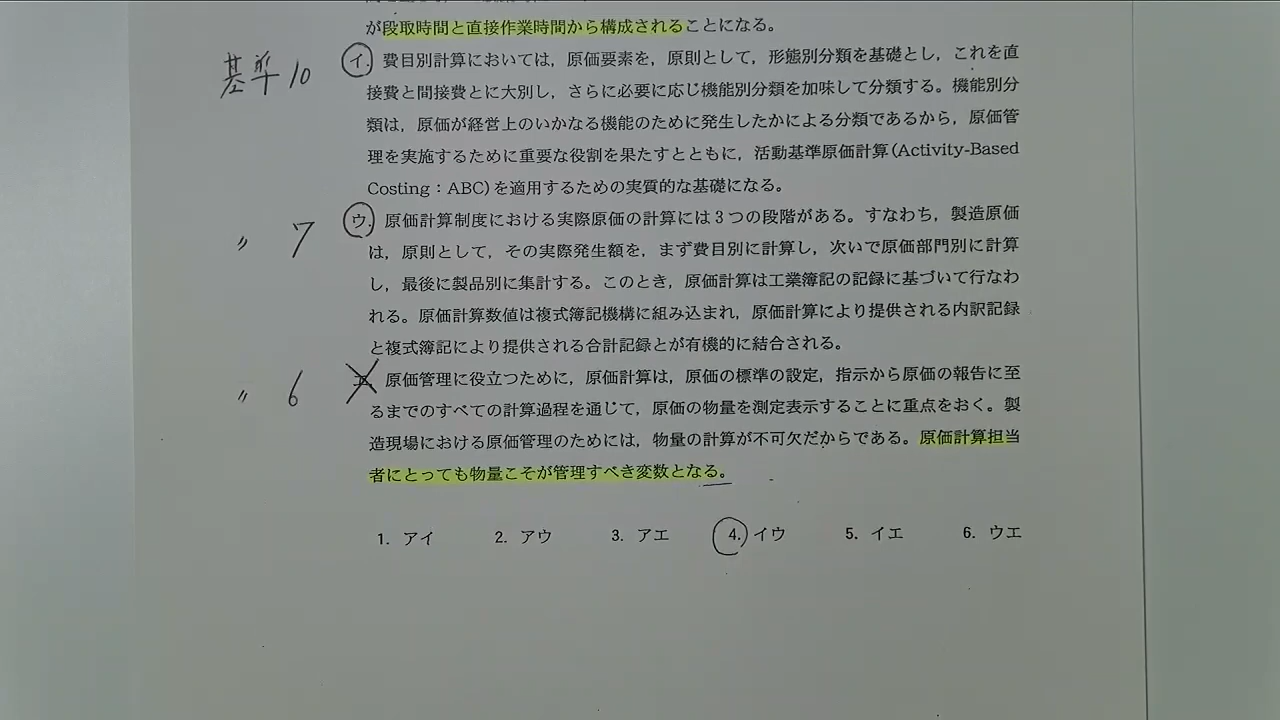 が段取時間と直接作業時間から構成されることになる。
基準10 イ. 費目別計算においては，原価要素を，原則として，形態別分類を基礎とし，これを直
接費と間接費とに大別し，さらに必要に応じ機能別分類を加味して分類する。機能別分
類は，原価が経営上のいかなる機能のために発生したかによる分類であるから，原価管
理を実施するために重要な役割を果たすとともに，活動基準原価計算(Activity-Based
Costing：ABC)を適用するための実質的な基礎になる。
〃 7 ウ. 原価計算制度における実際原価の計算には3つの段階がある。すなわち，製造原価
は，原則として，その実際発生額を，まず費目別に計算し，次いで原価部門別に計算
し，最後に製品別に集計する。このとき，原価計算は工業簿記の記録に基づいて行なわ
れる。原価計算数値は複式簿記機構に組み込まれ，原価計算により提供される内訳記録
と複式簿記により提供される合計記録とが有機的に結合される。
〃 6 エ. 原価管理に役立つために，原価計算は，原価の標準の設定，指示から原価の報告に至
るまでのすべての計算過程を通じて，原価の物量を測定表示することに重点をおく。製
造現場における原価管理のためには，物量の計算が不可欠だからである。原価計算担当
者にとっても物量こそが管理すべき変数となる。
1. アイ 2. アウ 3. アエ 4. イウ 5. イエ 6. ウエ